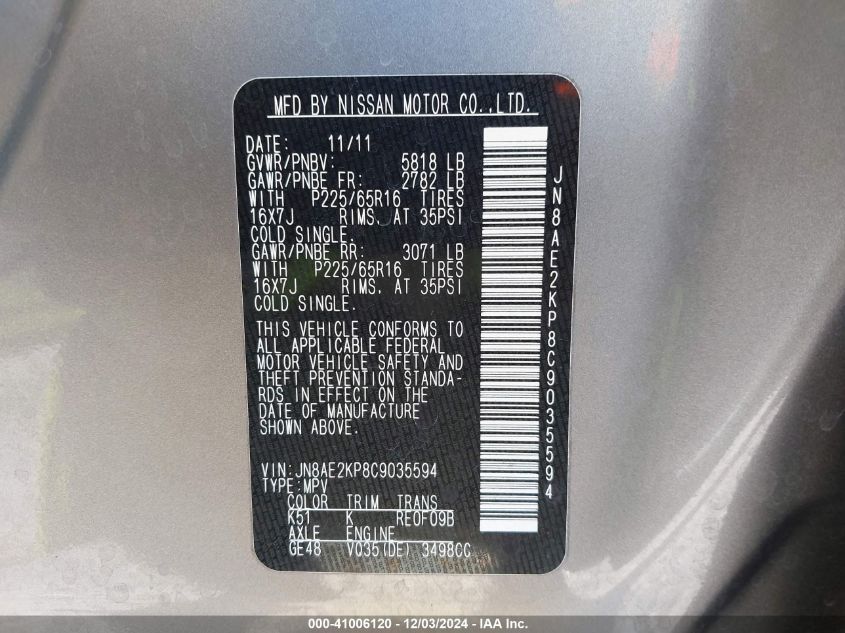 MFD BY NISSAN MOTOR CO.,LTD.
DATE: 11/11
GVWR/PNBV: 5818 LB
GAWR/PNBE FR: 2782 LB
WITH P225/65R16 TIRES
16X7J RIMS, AT 35PSI
COLD SINGLE.
GAWR/PNBE RR: 3071 LB
WITH P225/65R16 TIRES
16X7J RIMS, AT 35PSI
COLD SINGLE.
THIS VEHICLE CONFORMS TO
ALL APPLICABLE FEDERAL
MOTOR VEHICLE SAFETY AND
THEFT PREVENTION STANDA-
RDS IN EFFECT ON THE
DATE OF MANUFACTURE
SHOWN ABOVE.
VIN:JN8AE2KP8C9035594
TYPE:MPV
COLOR TRIM TRANS
K51 K RE0F09B
AXLE ENGINE
GE48 VQ35(DE) 3498CC
JN8AE2KP8C9035594
000-41006120 - 12/03/2024 - IAA Inc.